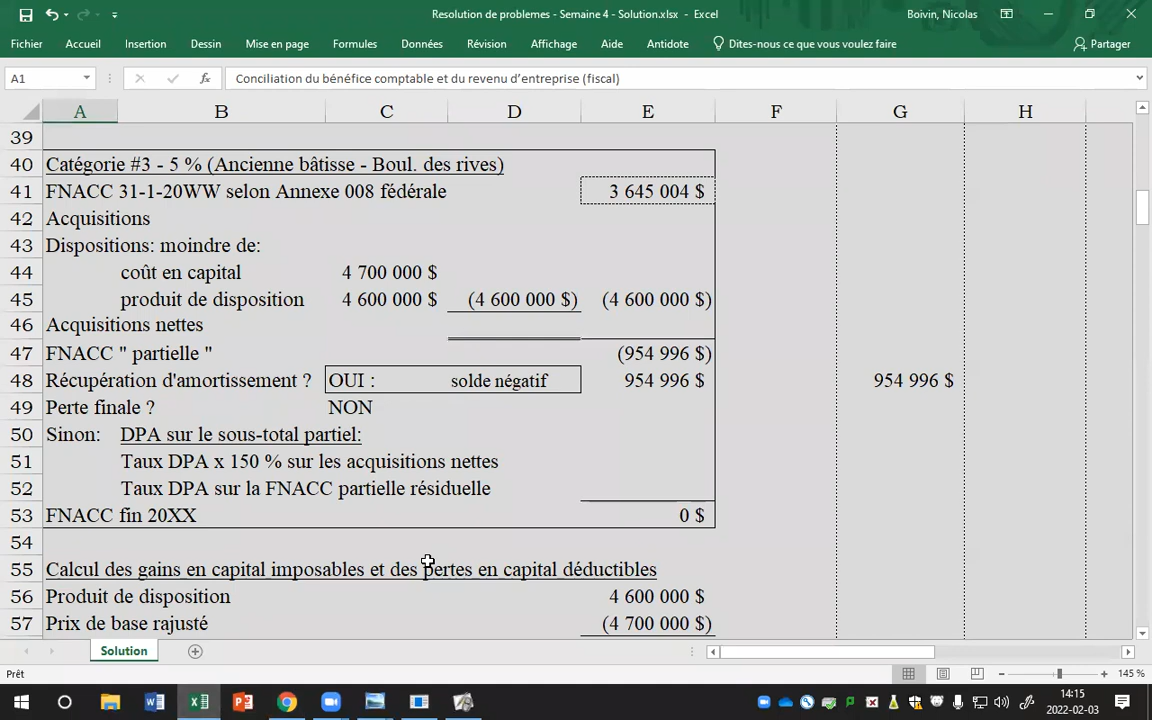 Resolution de problemes - Semaine 4 - Solution.xlsx - Excel
Boivin, Nicolas
Fichier Accueil Insertion Dessin Mise en page Formules Données Révision Affichage Aide Antidote Dites-nous ce que vous voulez faire Partager
A1 fx Conciliation du bénéfice comptable et du revenu d’entreprise (fiscal)
A B C D E F G H
39
40 Catégorie #3 - 5 % (Ancienne bâtisse - Boul. des rives)
41 FNACC 31-1-20WW selon Annexe 008 fédérale 3 645 004 $
42 Acquisitions
43 Dispositions: moindre de:
44 coût en capital 4 700 000 $
45 produit de disposition 4 600 000 $ (4 600 000 $) (4 600 000 $)
46 Acquisitions nettes
47 FNACC " partielle " (954 996 $)
48 Récupération d'amortissement ? OUI : solde négatif 954 996 $ 954 996 $
49 Perte finale ? NON
50 Sinon: DPA sur le sous-total partiel:
51 Taux DPA x 150 % sur les acquisitions nettes
52 Taux DPA sur la FNACC partielle résiduelle
53 FNACC fin 20XX 0 $
54
55 Calcul des gains en capital imposables et des pertes en capital déductibles
56 Produit de disposition 4 600 000 $
57 Prix de base rajusté (4 700 000 $)
Solution
Prêt 145 %
14:15
2022-02-03